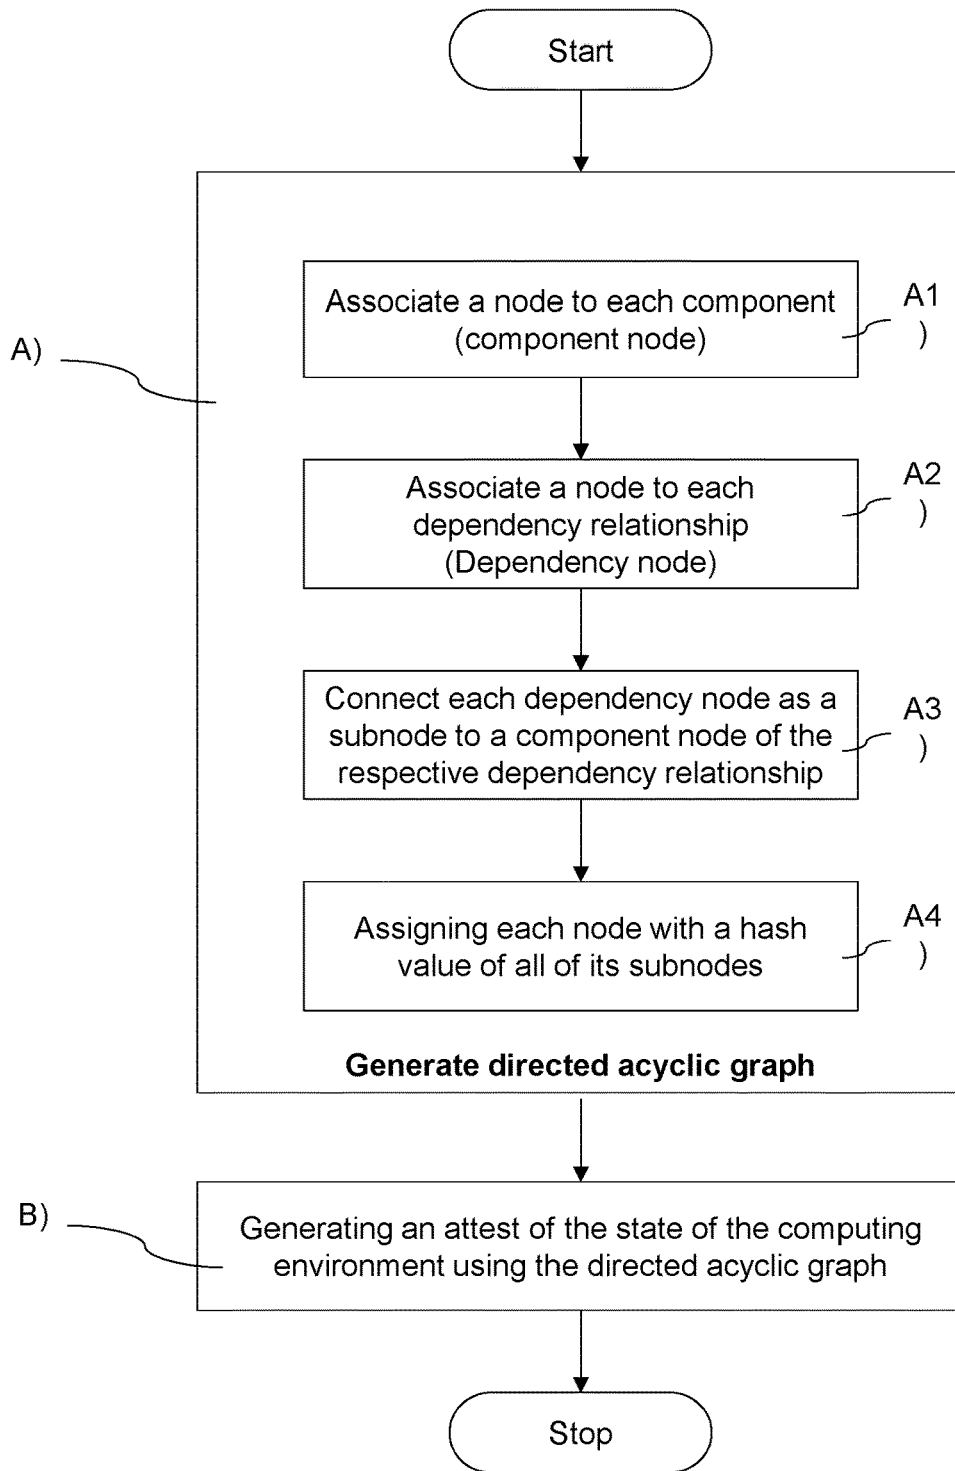 Start
Associate a node to each component
(component node)
A1
)
A)
Associate a node to each
dependency relationship
(Dependency node)
A2
)
Connect each dependency node as a
subnode to a component node of the
respective dependency relationship
A3
)
Assigning each node with a hash
value of all of its subnodes
A4
)
Generate directed acyclic graph
B)
Generating an attest of the state of the computing
environment using the directed acyclic graph
Stop